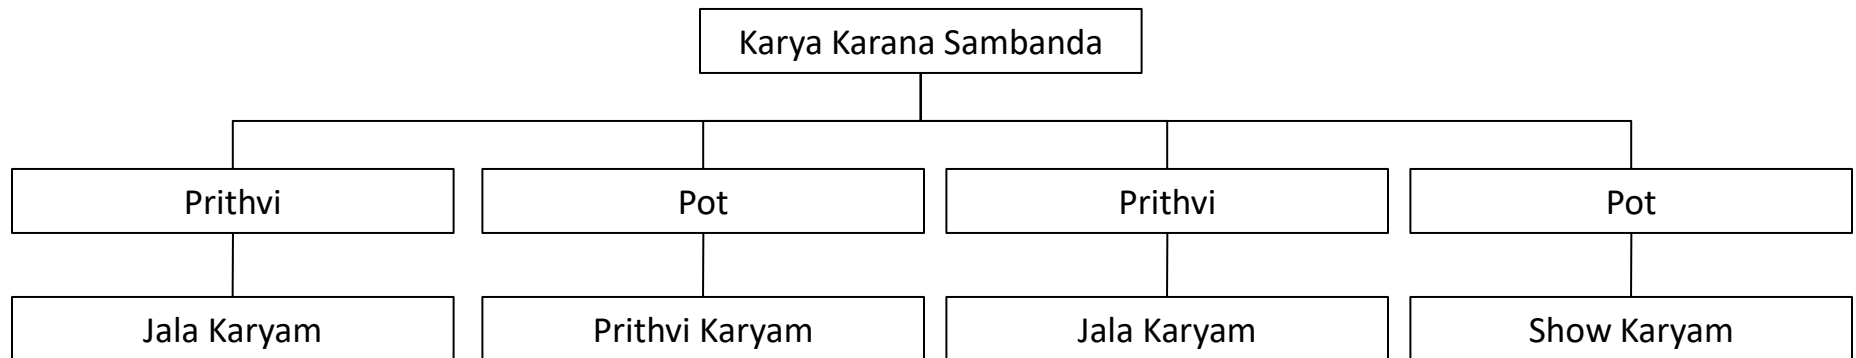 Karya Karana Sambanda
Prithvi
Pot
Prithvi
Pot
Jala Karyam
Prithvi Karyam
Jala Karyam
Show Karyam